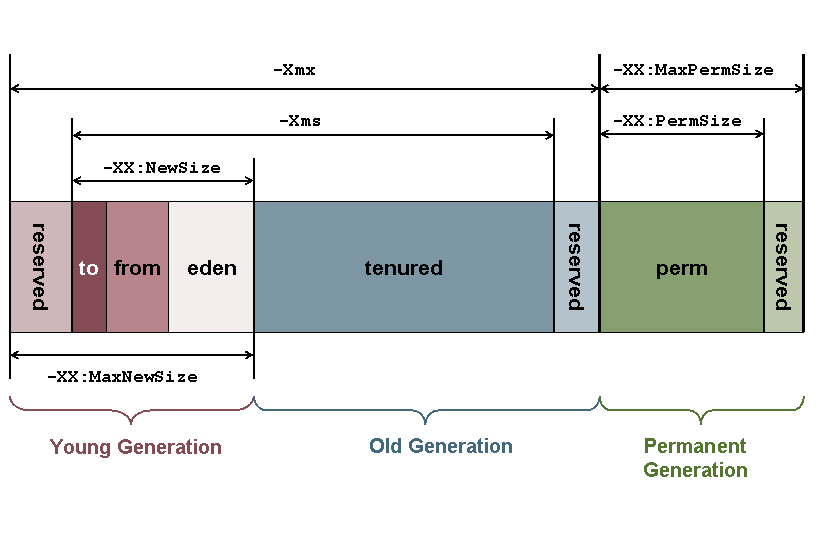 -Xmx
-XX:MaxPermSize
-Xms
-XX:PermSize
-XX:NewSize
reserved
to
from
eden
tenured
reserved
perm
reserved
-XX:MaxNewSize
Young Generation
Old Generation
Permanent
Generation